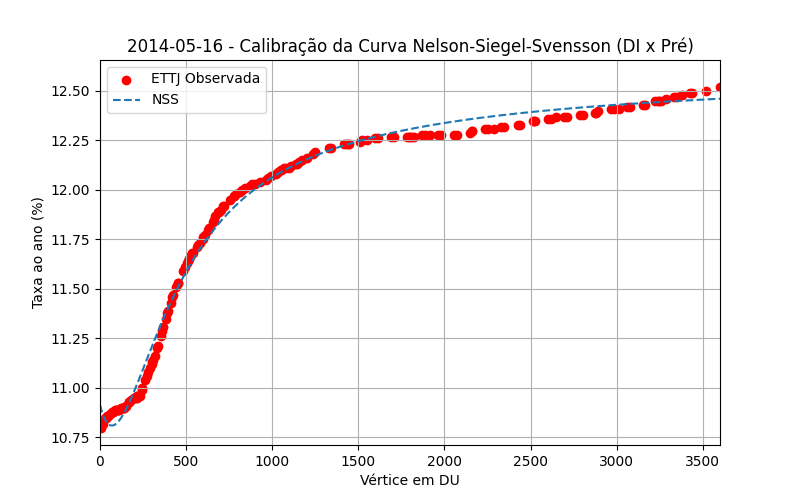 2014-05-16 - Calibração da Curva Nelson-Siegel-Svensson (DI x Pré)
ETTJ Observada
NSS
Taxa ao ano (%)
12.50
12.25
12.00
11.75
11.50
11.25
11.00
10.75
0 500 1000 1500 2000 2500 3000 3500
Vértice em DU